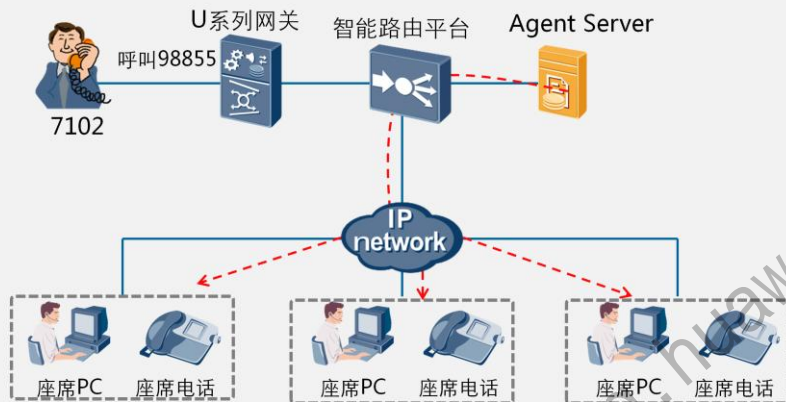 U系列网关
智能路由平台
Agent Server
呼叫98855
7102
IP
network
座席PC
座席电话
座席PC
座席电话
座席PC
座席电话